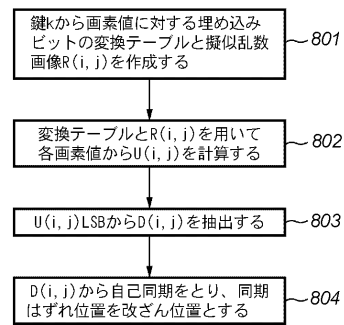 鍵kから画素値に対する埋め込み
ビットの変換テーブルと擬似乱数
画像R(i,j)を作成する
801
変換テーブルとR(i,j)を用いて
各画素値からU(i,j)を計算する
802
U(i,j)LSBからD(i,j)を抽出する
803
D(i,j)から自己同期をとり、同期
はずれ位置を改ざん位置とする
804